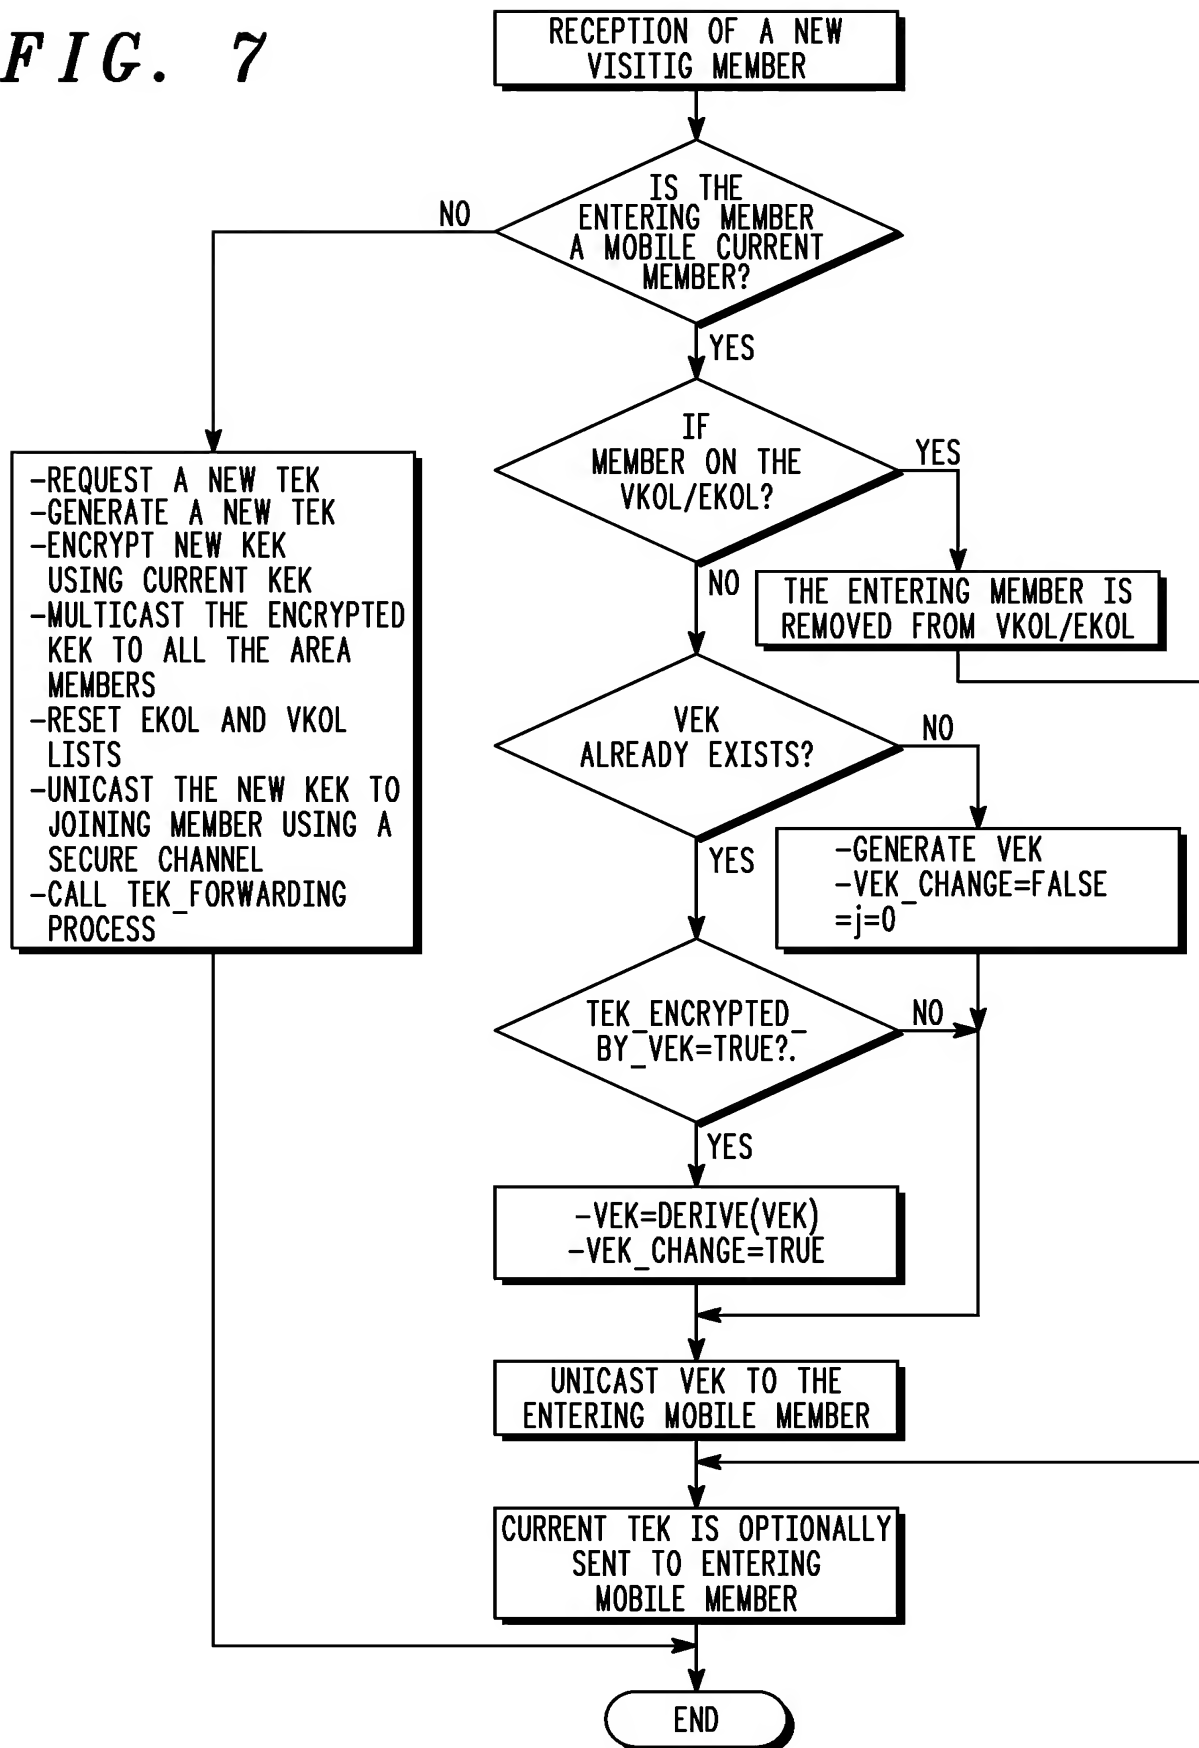 FIG. 7
RECEPTION OF A NEW
VISITIG MEMBER
IS THE
ENTERING MEMBER
A MOBILE CURRENT
MEMBER?
NO
YES
IF
MEMBER ON THE
VKOL/EKOL?
YES
NO
-REQUEST A NEW TEK
-GENERATE A NEW TEK
-ENCRYPT NEW KEK
USING CURRENT KEK
-MULTICAST THE ENCRYPTED
KEK TO ALL THE AREA
MEMBERS
-RESET EKOL AND VKOL
LISTS
-UNICAST THE NEW KEK TO
JOINING MEMBER USING A
SECURE CHANNEL
-CALL TEK_FORWARDING
PROCESS
THE ENTERING MEMBER IS
REMOVED FROM VKOL/EKOL
VEK
ALREADY EXISTS?
NO
YES
-GENERATE VEK
-VEK_CHANGE=FALSE
=j=0
TEK_ENCRYPTED_
BY_VEK=TRUE?.
NO
YES
-VEK=DERIVE(VEK)
-VEK_CHANGE=TRUE
UNICAST VEK TO THE
ENTERING MOBILE MEMBER
CURRENT TEK IS OPTIONALLY
SENT TO ENTERING
MOBILE MEMBER
END